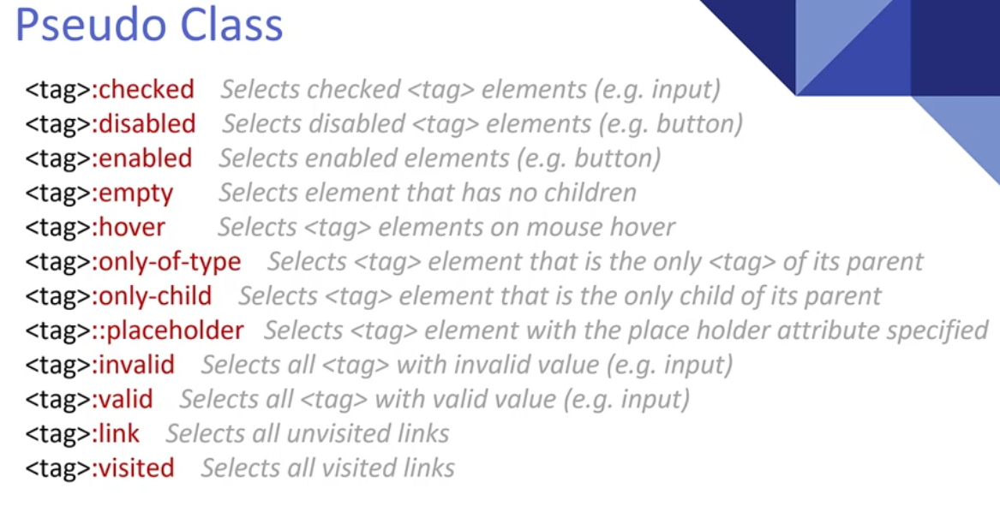 Pseudo Class
<tag>:checked Selects checked <tag> elements (e.g. input)
<tag>:disabled Selects disabled <tag> elements (e.g. button)
<tag>:enabled Selects enabled elements (e.g. button)
<tag>:empty Selects element that has no children
<tag>:hover Selects <tag> elements on mouse hover
<tag>:only-of-type Selects <tag> element that is the only <tag> of its parent
<tag>:only-child Selects <tag> element that is the only child of its parent
<tag>::placeholder Selects <tag> element with the place holder attribute specified
<tag>:invalid Selects all <tag> with invalid value (e.g. input)
<tag>:valid Selects all <tag> with valid value (e.g. input)
<tag>:link Selects all unvisited links
<tag>:visited Selects all visited links